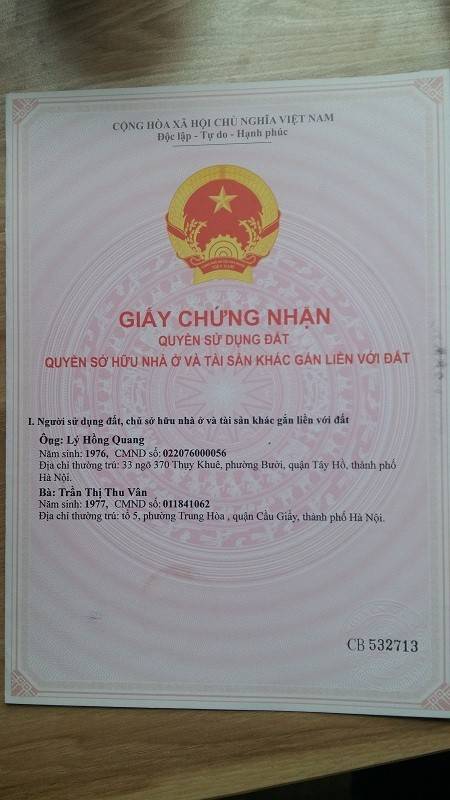 CỘNG HÒA XÃ HỘI CHỦ NGHĨA VIỆT NAM
Độc lập - Tự do - Hạnh phúc
VIỆT NAM
GIẤY CHỨNG NHẬN
QUYỀN SỬ DỤNG ĐẤT
QUYỀN SỞ HỮU NHÀ Ở VÀ TÀI SẢN KHÁC GẮN LIỀN VỚI ĐẤT
I. Người sử dụng đất, chủ sở hữu nhà ở và tài sản khác gắn liền với đất
Ông: Lý Hồng Quang
Năm sinh: 1976, CMND số: 022076000056
Địa chỉ thường trú: 33 ngõ 370 Thụy Khuê, phường Bưởi, quận Tây Hồ, thành phố
Hà Nội.
Bà: Trần Thị Thu Vân
Năm sinh: 1977, CMND số: 011841062
Địa chỉ thường trú: tổ 5, phường Trung Hòa , quận Cầu Giấy, thành phố Hà Nội.
CB 532713